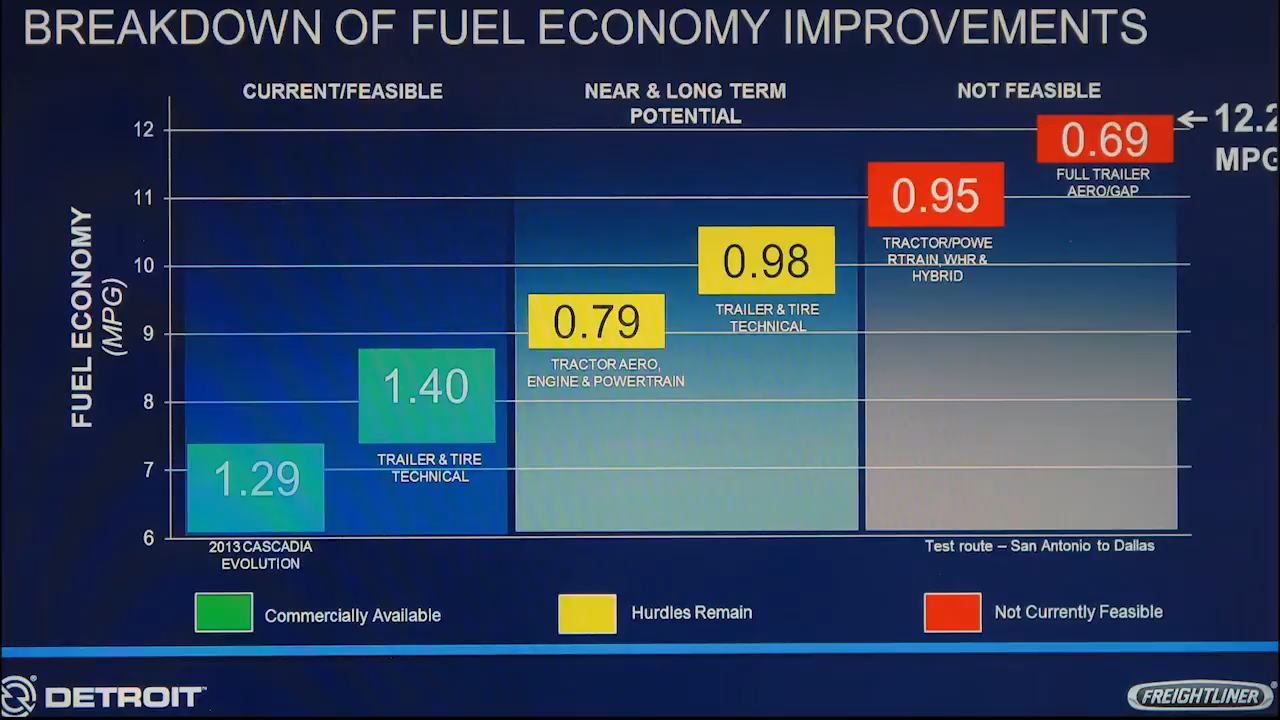 BREAKDOWN OF FUEL ECONOMY IMPROVEMENTS
CURRENT/FEASIBLE
NEAR & LONG TERM
POTENTIAL
NOT FEASIBLE
FUEL ECONOMY
(MPG)
12
11
10
9
8
7
6
1.29
2013 CASCADIA
EVOLUTION
1.40
TRAILER & TIRE
TECHNICAL
0.79
TRACTOR AERO,
ENGINE & POWERTRAIN
0.98
TRAILER & TIRE
TECHNICAL
0.95
TRACTOR/POWE
RTRAIN, WHR &
HYBRID
0.69
FULL TRAILER
AERO/GAP
12.2
MPG
Test route – San Antonio to Dallas
Commercially Available
Hurdles Remain
Not Currently Feasible
DETROIT™
FREIGHTLINER